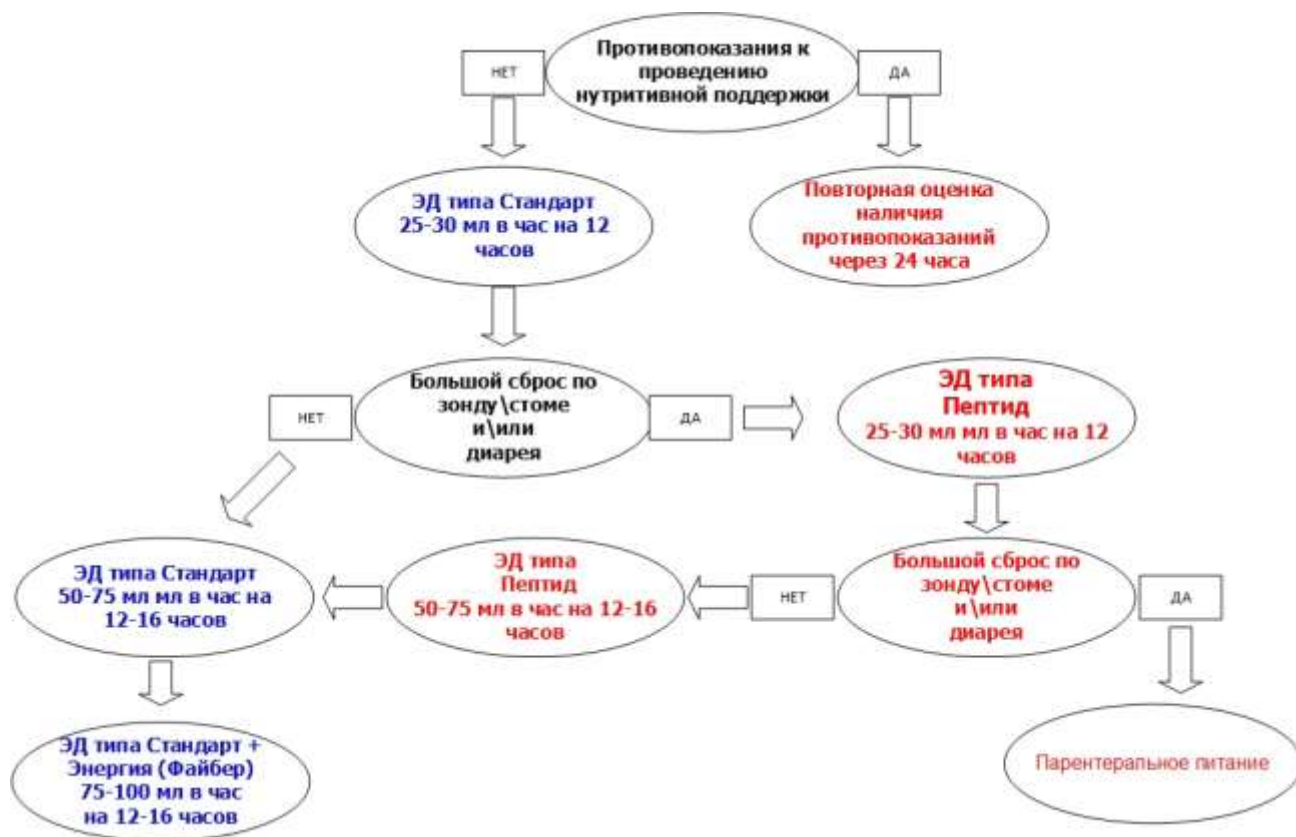 Противопоказания к
проведению
нутритивной поддержки
НЕТ
ДА
ЭД типа Стандарт
25-30 мл в час на 12
часов
Повторная оценка
наличия
противопоказаний
через 24 часа
Большой сброс по
зонду\стоме
и\или
диарея
НЕТ
ДА
ЭД типа
Пептид
25-30 мл мл в час на 12
часов
ЭД типа Стандарт
50-75 мл мл в час на
12-16 часов
ЭД типа
Пептид
50-75 мл в час на 12-16
часов
НЕТ
Большой сброс по
зонду\стоме
и\или
диарея
ДА
ЭД типа Стандарт +
Энергия (Файбер)
75-100 мл в час
на 12-16 часов
Парентеральное питание